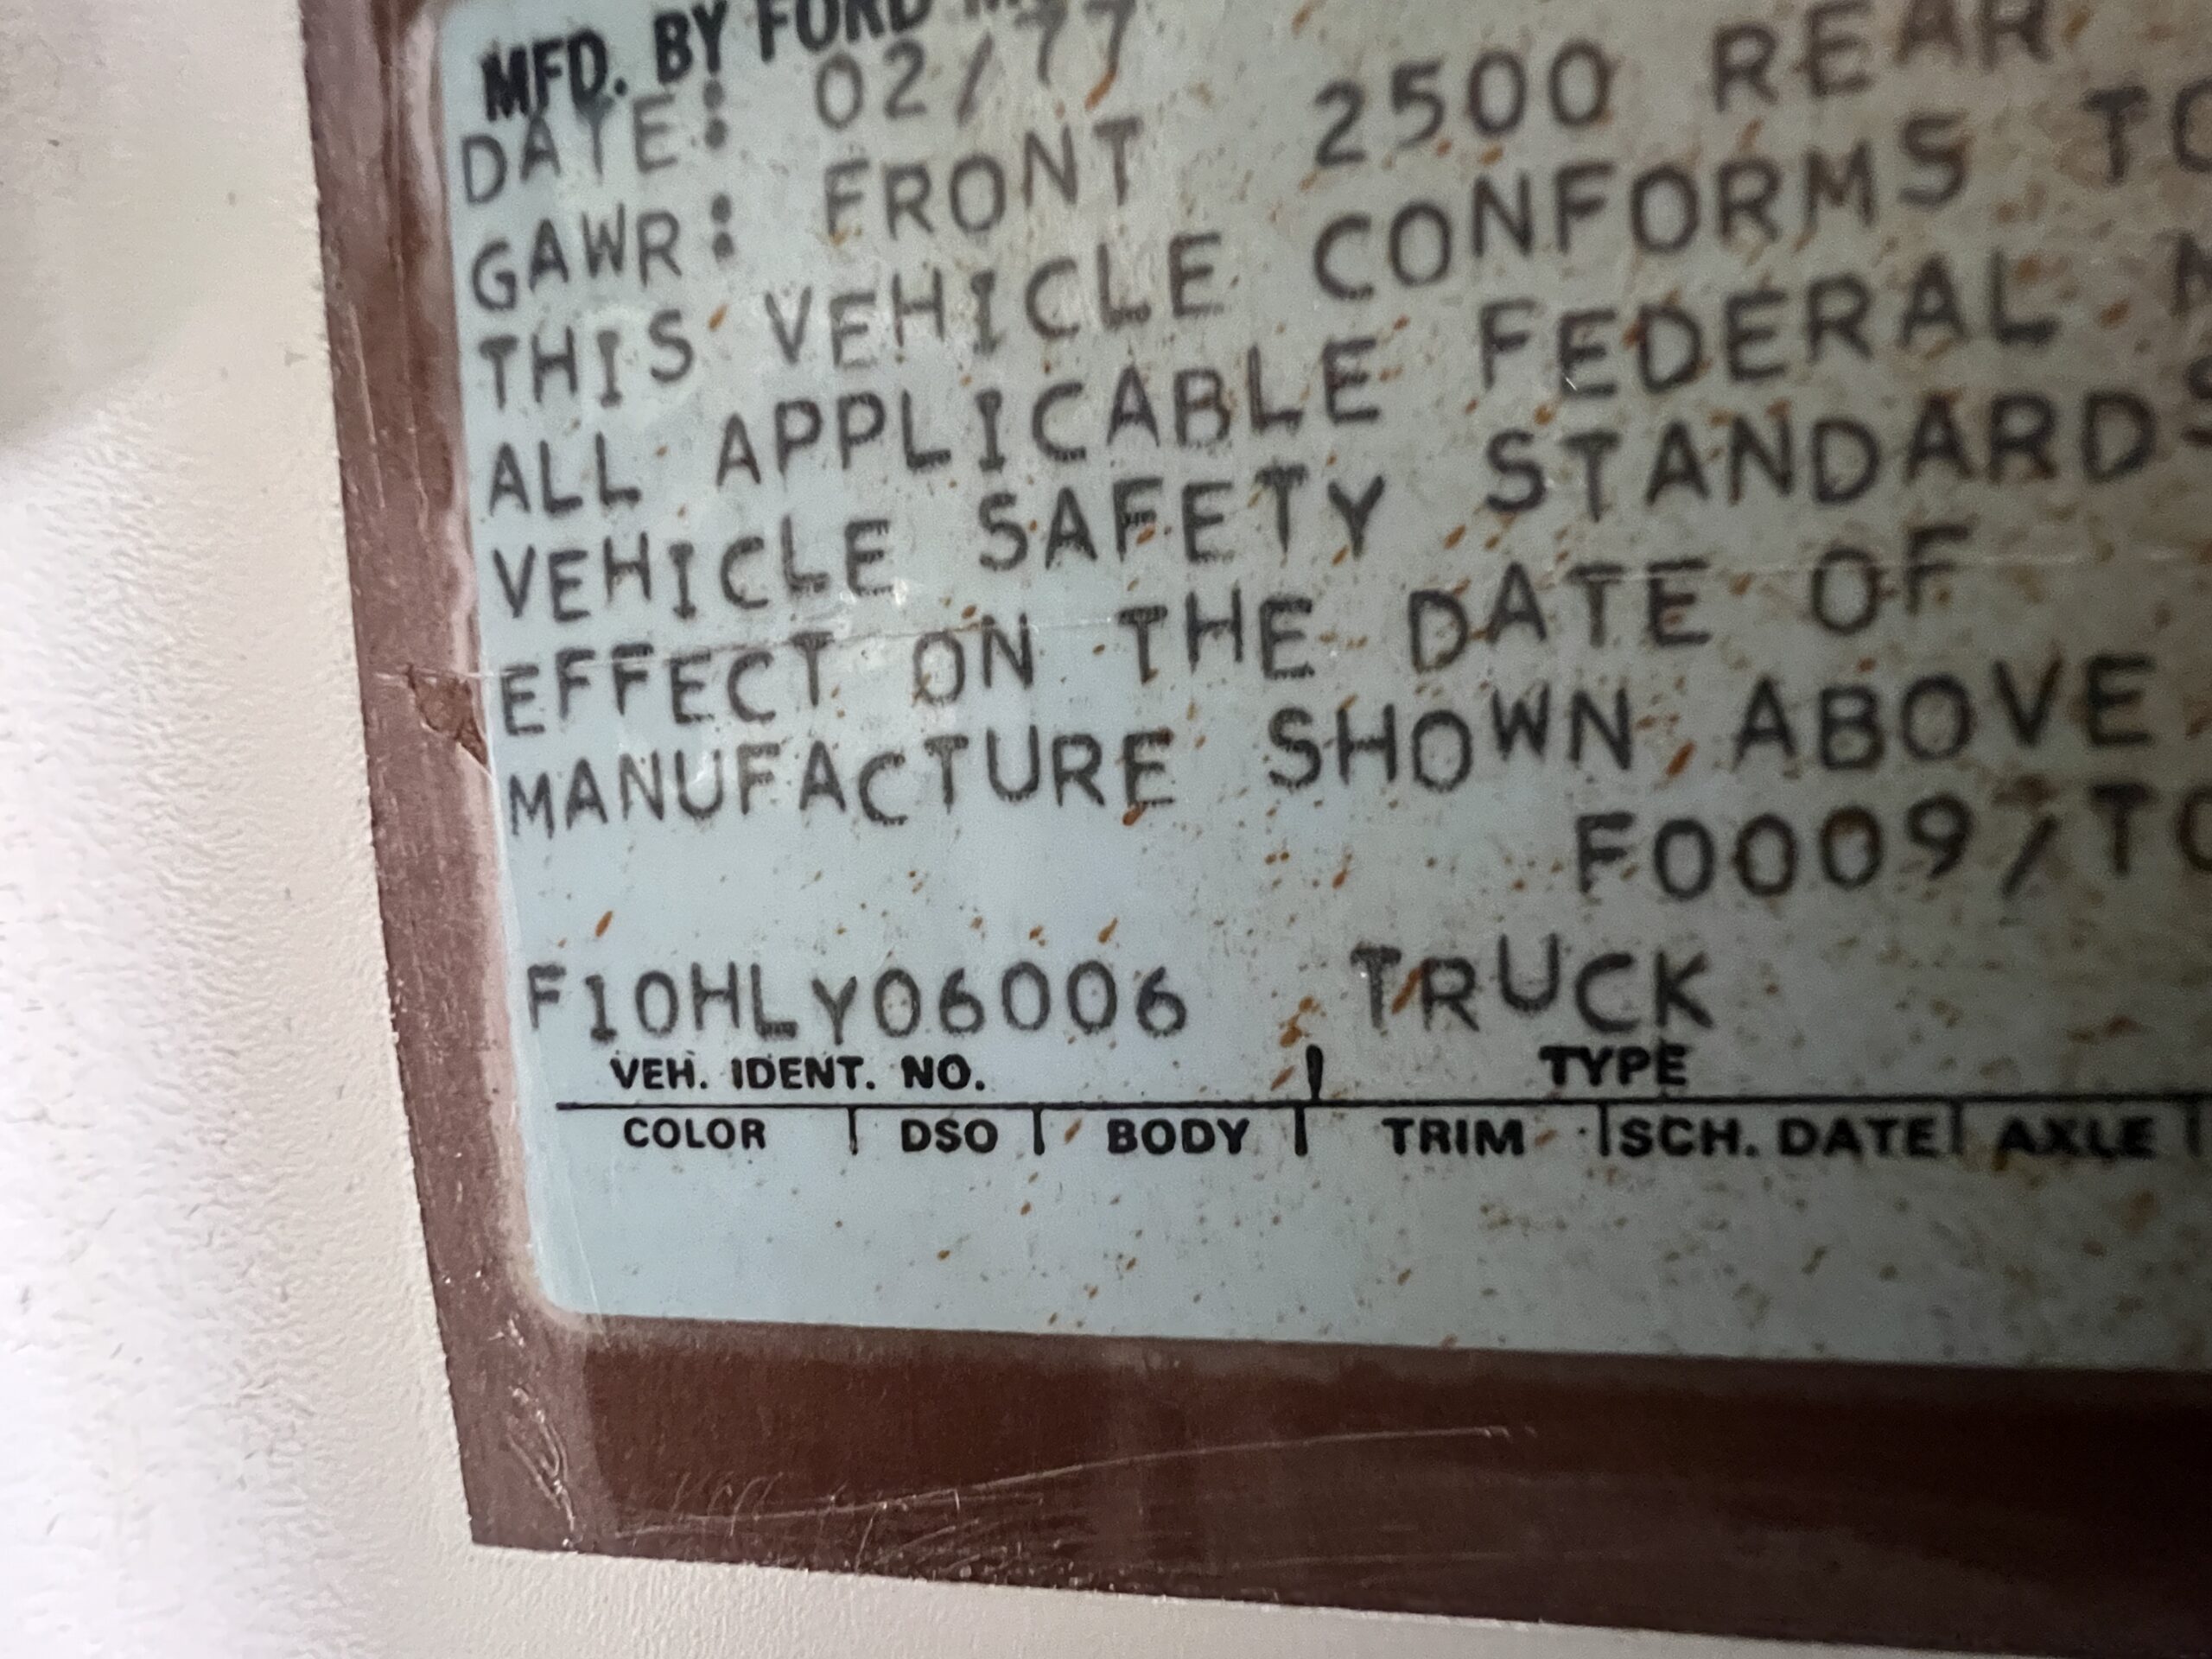 MFD. BY FORD
DATE: 02/77
GAWR: FRONT 2500 REAR
THIS VEHICLE CONFORMS TO
ALL APPLICABLE FEDERAL
VEHICLE SAFETY STANDARDS
EFFECT ON THE DATE OF
MANUFACTURE SHOWN ABOVE
F0009/TO
F10HLY06006 TRUCK
VEH. IDENT. NO. TYPE
COLOR DSO BODY TRIM SCH. DATE AXLE